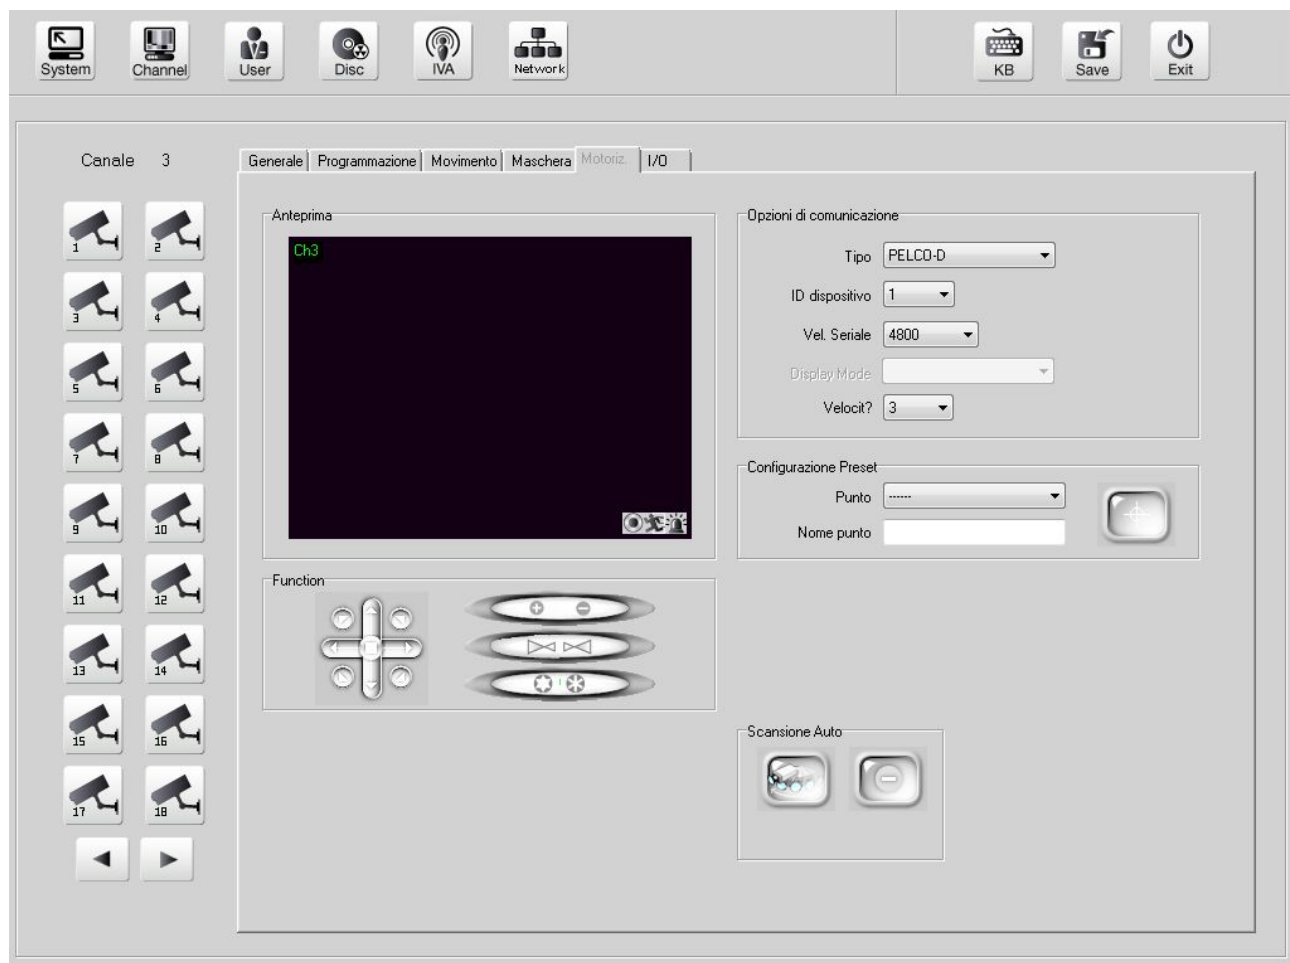 System Channel User Disc IVA Network KB Save Exit
Canale 3
Generale Programmazione Movimento Maschera Motoriz. I/O
1 2
3 4
5 6
7 8
9 10
11 12
13 14
15 16
17 18
Anteprima
Ch3
Function
Opzioni di comunicazione
Tipo PELCO-D
ID dispositivo 1
Vel. Seriale 4800
Display Mode
Velocit? 3
Configurazione Preset
Punto ------
Nome punto
Scansione Auto